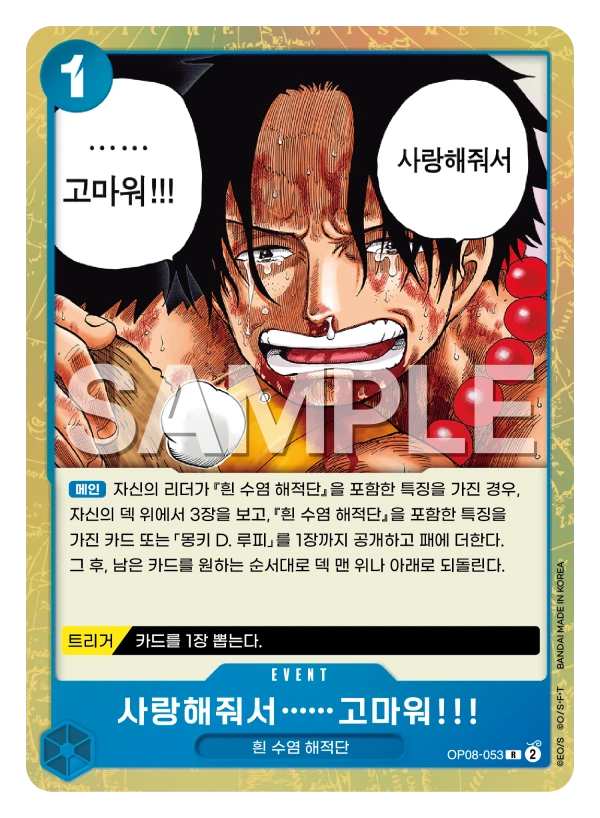 1
사랑해줘서
……
고마워!!!
SAMPLE
메인 자신의 리더가 『흰 수염 해적단』을 포함한 특징을 가진 경우,
자신의 덱 위에서 3장을 보고, 『흰 수염 해적단』을 포함한 특징을
가진 카드 또는 「몽키 D. 루피」를 1장까지 공개하고 패에 더한다.
그 후, 남은 카드를 원하는 순서대로 덱 맨 위나 아래로 되돌린다.
트리거 카드를 1장 뽑는다.
EVENT
사랑해줘서……고마워!!!
흰 수염 해적단
OP08-053 R 2
©EO/S ©O/S·F·T BANDAI MADE IN KOREA